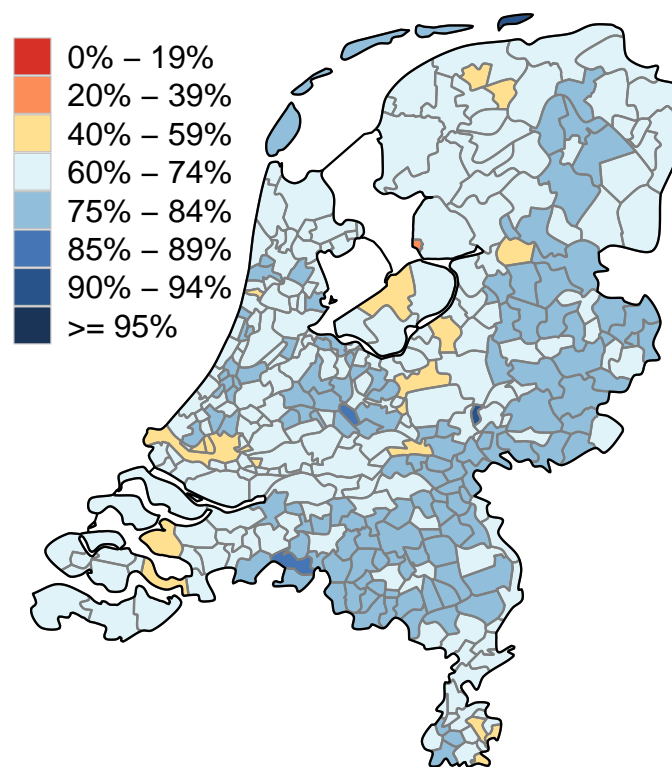 0% – 19%
20% – 39%
40% – 59%
60% – 74%
75% – 84%
85% – 89%
90% – 94%
>= 95%